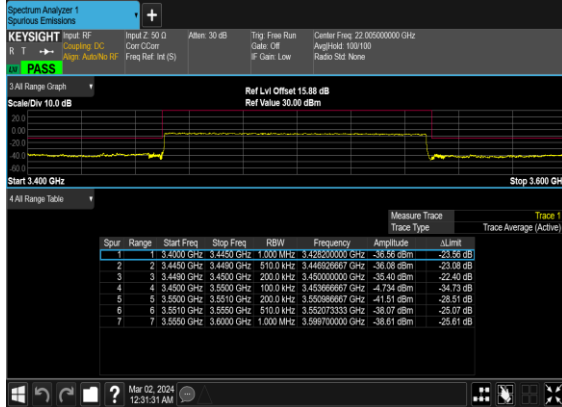 Spectrum Analyzer 1
Spurious Emissions
+
KEYSIGHT Input: RF Input Z: 50 Ω Atten: 30 dB Trig: Free Run Center Freq: 22.005000000 GHz
R T Coupling: DC Corr CCorr Gate: Off Avg|Hold: 100/100
Align: Auto/No RF Freq Ref: Int (S) IF Gain: Low Radio Std: None
PASS
3 All Range Graph
Ref Lvl Offset 15.88 dB
Scale/Div 10.0 dB Ref Value 30.00 dBm
20.0
0.00
-20.0
-40.0
-60.0
Start 3.400 GHz Stop 3.600 GH
4 All Range Table
Measure Trace Trace 1
Trace Type Trace Average (Active)
Spur Range Start Freq Stop Freq RBW Frequency Amplitude ΔLimit
1 1 3.4000 GHz 3.4450 GHz 1.000 MHz 3.428200000 GHz -36.56 dBm -23.56 dB
2 2 3.4450 GHz 3.4490 GHz 510.0 kHz 3.446926667 GHz -36.08 dBm -23.08 dB
3 3 3.4490 GHz 3.4500 GHz 200.0 kHz 3.450000000 GHz -35.40 dBm -22.40 dB
4 4 3.4500 GHz 3.5500 GHz 100.0 kHz 3.453666667 GHz -4.734 dBm -34.73 dB
5 5 3.5500 GHz 3.5510 GHz 200.0 kHz 3.550986667 GHz -41.51 dBm -28.51 dB
6 6 3.5510 GHz 3.5550 GHz 510.0 kHz 3.552073333 GHz -38.07 dBm -25.07 dB
7 7 3.5550 GHz 3.6000 GHz 1.000 MHz 3.599700000 GHz -38.61 dBm -25.61 dB
? Mar 02, 2024
12:31:31 AM